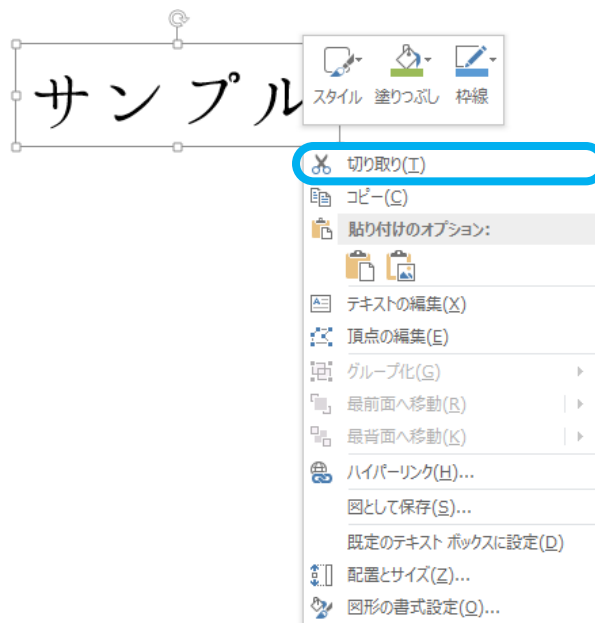 サンプル
スタイル 塗りつぶし 枠線
切り取り(T)
コピー(C)
貼り付けのオプション:
テキストの編集(X)
頂点の編集(E)
グループ化(G)
最前面へ移動(R)
最背面へ移動(K)
ハイパーリンク(H)...
図として保存(S)...
既定のテキスト ボックスに設定(D)
配置とサイズ(Z)...
図形の書式設定(O)...